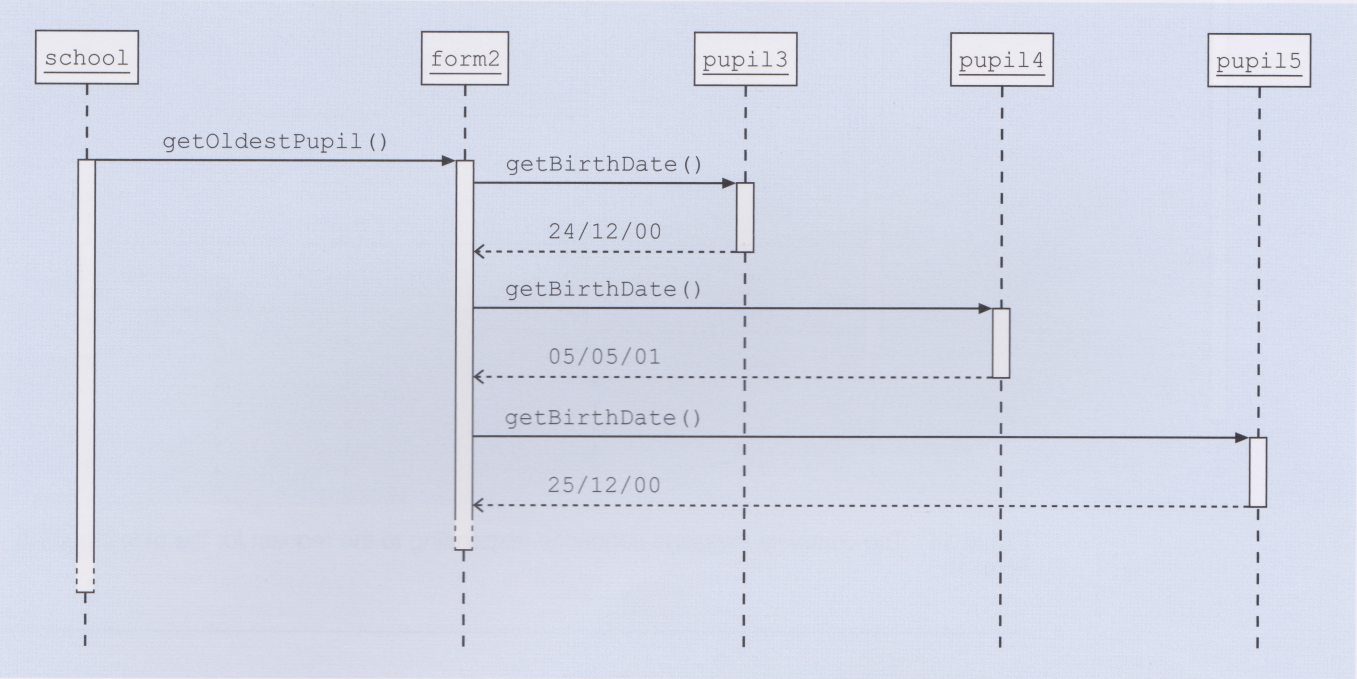 school
form2
pupil3
pupil4
pupil5
getOldestPupil()
getBirthDate()
24/12/00
getBirthDate()
05/05/01
getBirthDate()
25/12/00